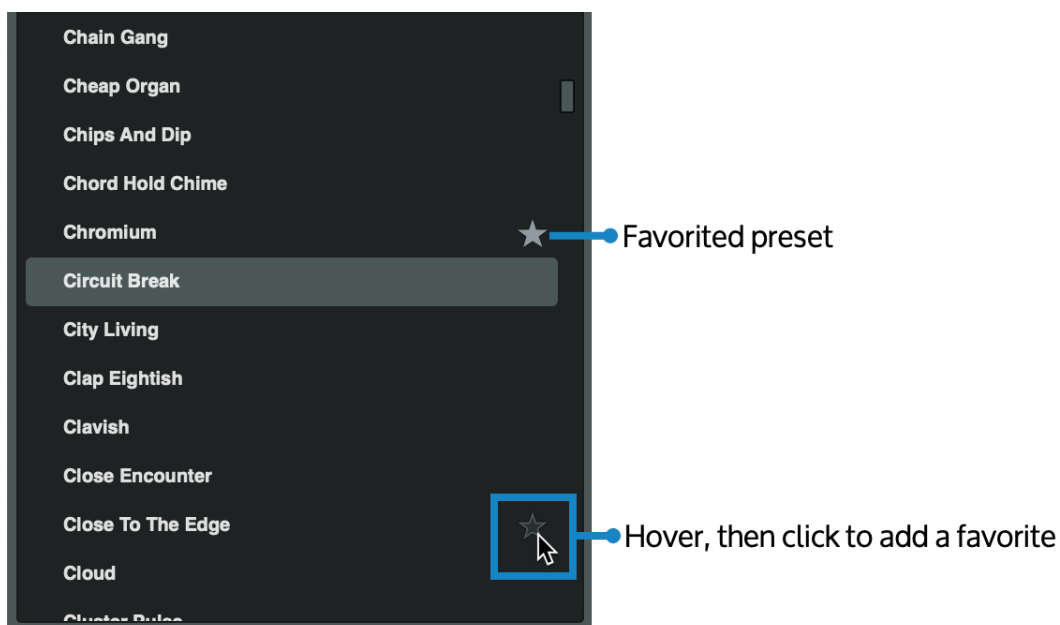 Chain Gang
Cheap Organ
Chips And Dip
Chord Hold Chime
Chromium
Favorited preset
Circuit Break
City Living
Clap Eightish
Clavish
Close Encounter
Close To The Edge
Hover, then click to add a favorite
Cloud